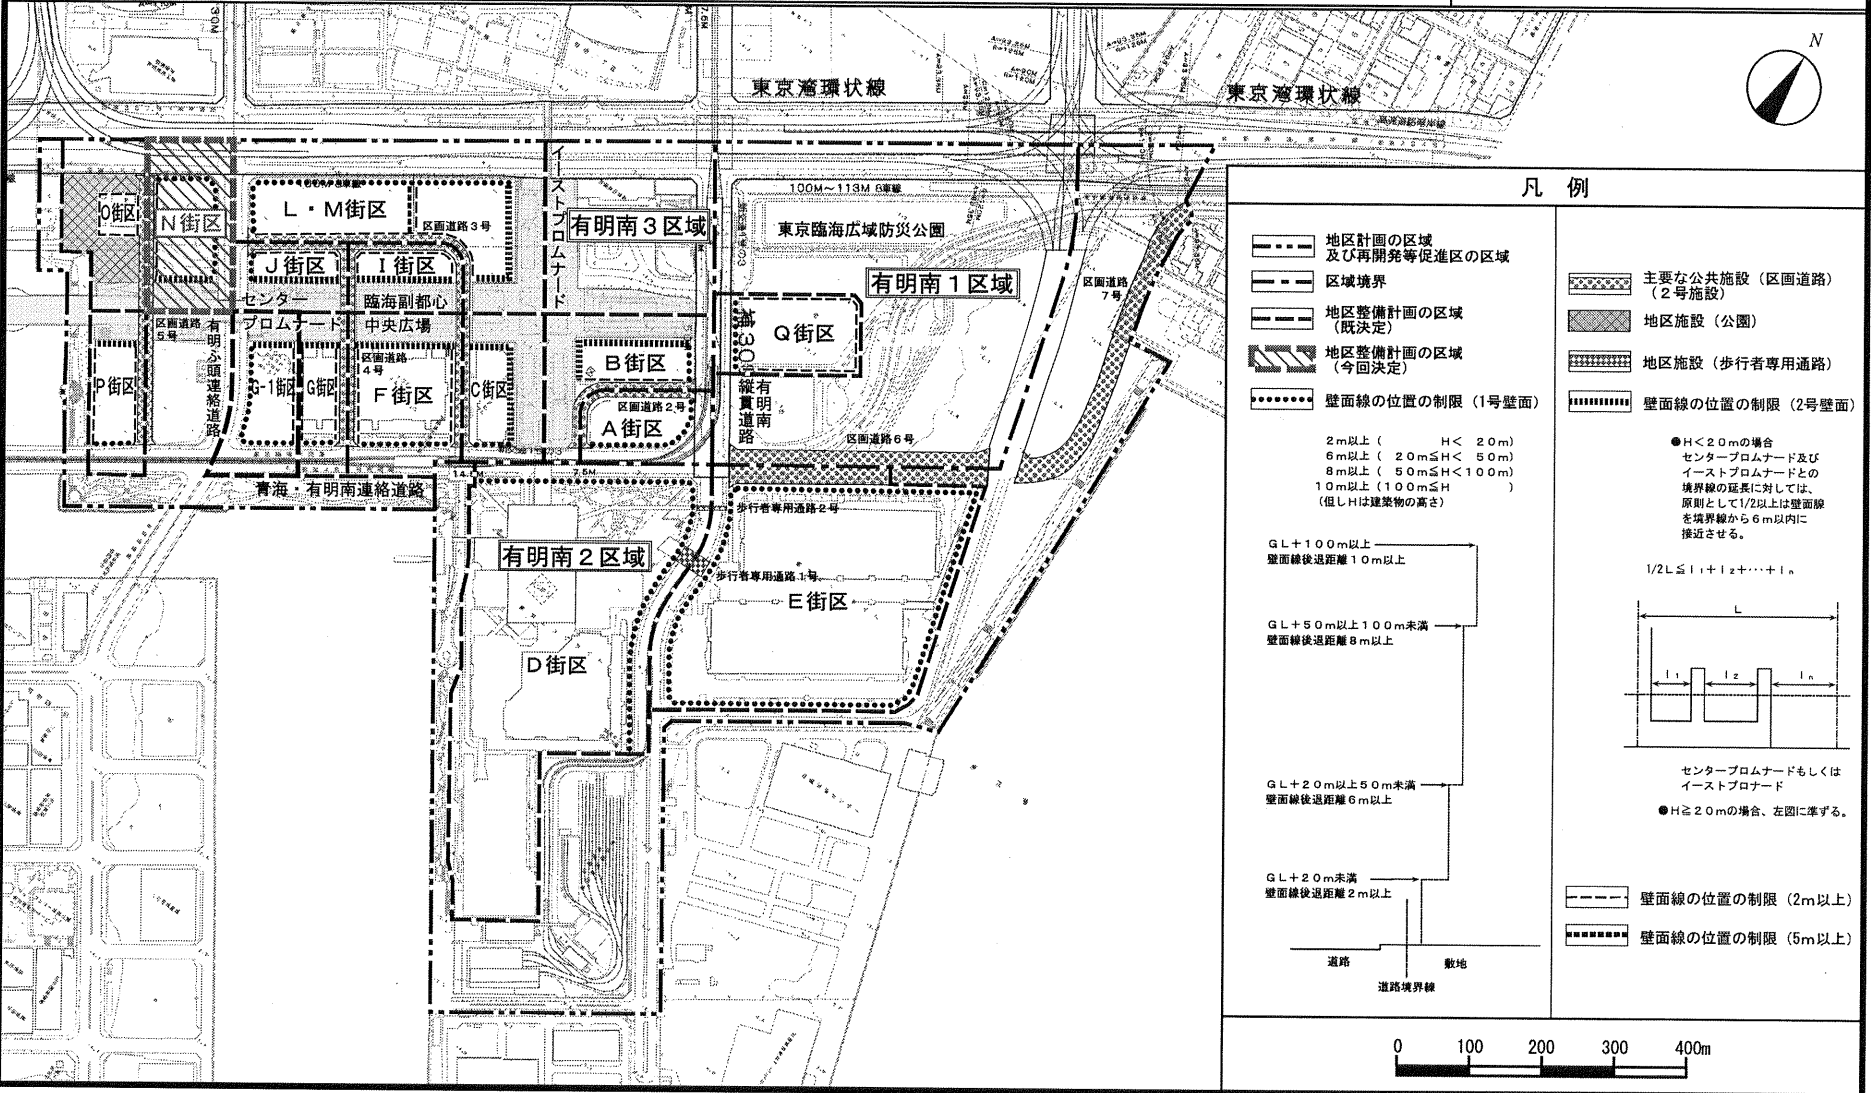 N
東京湾環状線
東京湾環状線
イーストプロムナード
100M～113M 8車線
O街区
N街区
L・M街区
区画道路3号
有明南3区域
東京臨海広域防災公園
J街区
I街区
有明南1区域
区画道路
7号
センター
プロムナード
臨海副都心
中央広場
区画道路
5号
有明ふ頭連絡道路
Q街区
P街区
G-1街区
G街区
区画道路
4号
F街区
C街区
B街区
区画道路2号
A街区
有明南
縦貫道路
区画道路6号
14.5M
7.5M
青海・有明南連絡道路
歩行者専用通路2号
有明南2区域
歩行者専用通路1号
E街区
D街区
凡 例
地区計画の区域
及び再開発等促進区の区域
区域境界
地区整備計画の区域
（既決定）
地区整備計画の区域
（今回決定）
壁面線の位置の制限（1号壁面）
2m以上（ H＜ 20m）
6m以上（ 20m≦H＜ 50m）
8m以上（ 50m≦H＜100m）
10m以上（100m≦H ）
（但しHは建築物の高さ）
GL＋100m以上
壁面線後退距離10m以上
GL＋50m以上100m未満
壁面線後退距離8m以上
GL＋20m以上50m未満
壁面線後退距離6m以上
GL＋20m未満
壁面線後退距離2m以上
道路
敷地
道路境界線
主要な公共施設（区画道路）
（2号施設）
地区施設（公園）
地区施設（歩行者専用通路）
壁面線の位置の制限（2号壁面）
●H＜20mの場合
センタープロムナード及び
イーストプロムナードとの
境界線の延長に対しては、
原則として1/2以上は壁面線
を境界線から6m以内に
接近させる。
1/2L≦l₁＋l₂＋…＋lₙ
L
l₁
l₂
lₙ
センタープロムナードもしくは
イーストプロナード
●H≧20mの場合、左図に準ずる。
壁面線の位置の制限（2m以上）
壁面線の位置の制限（5m以上）
0 100 200 300 400m